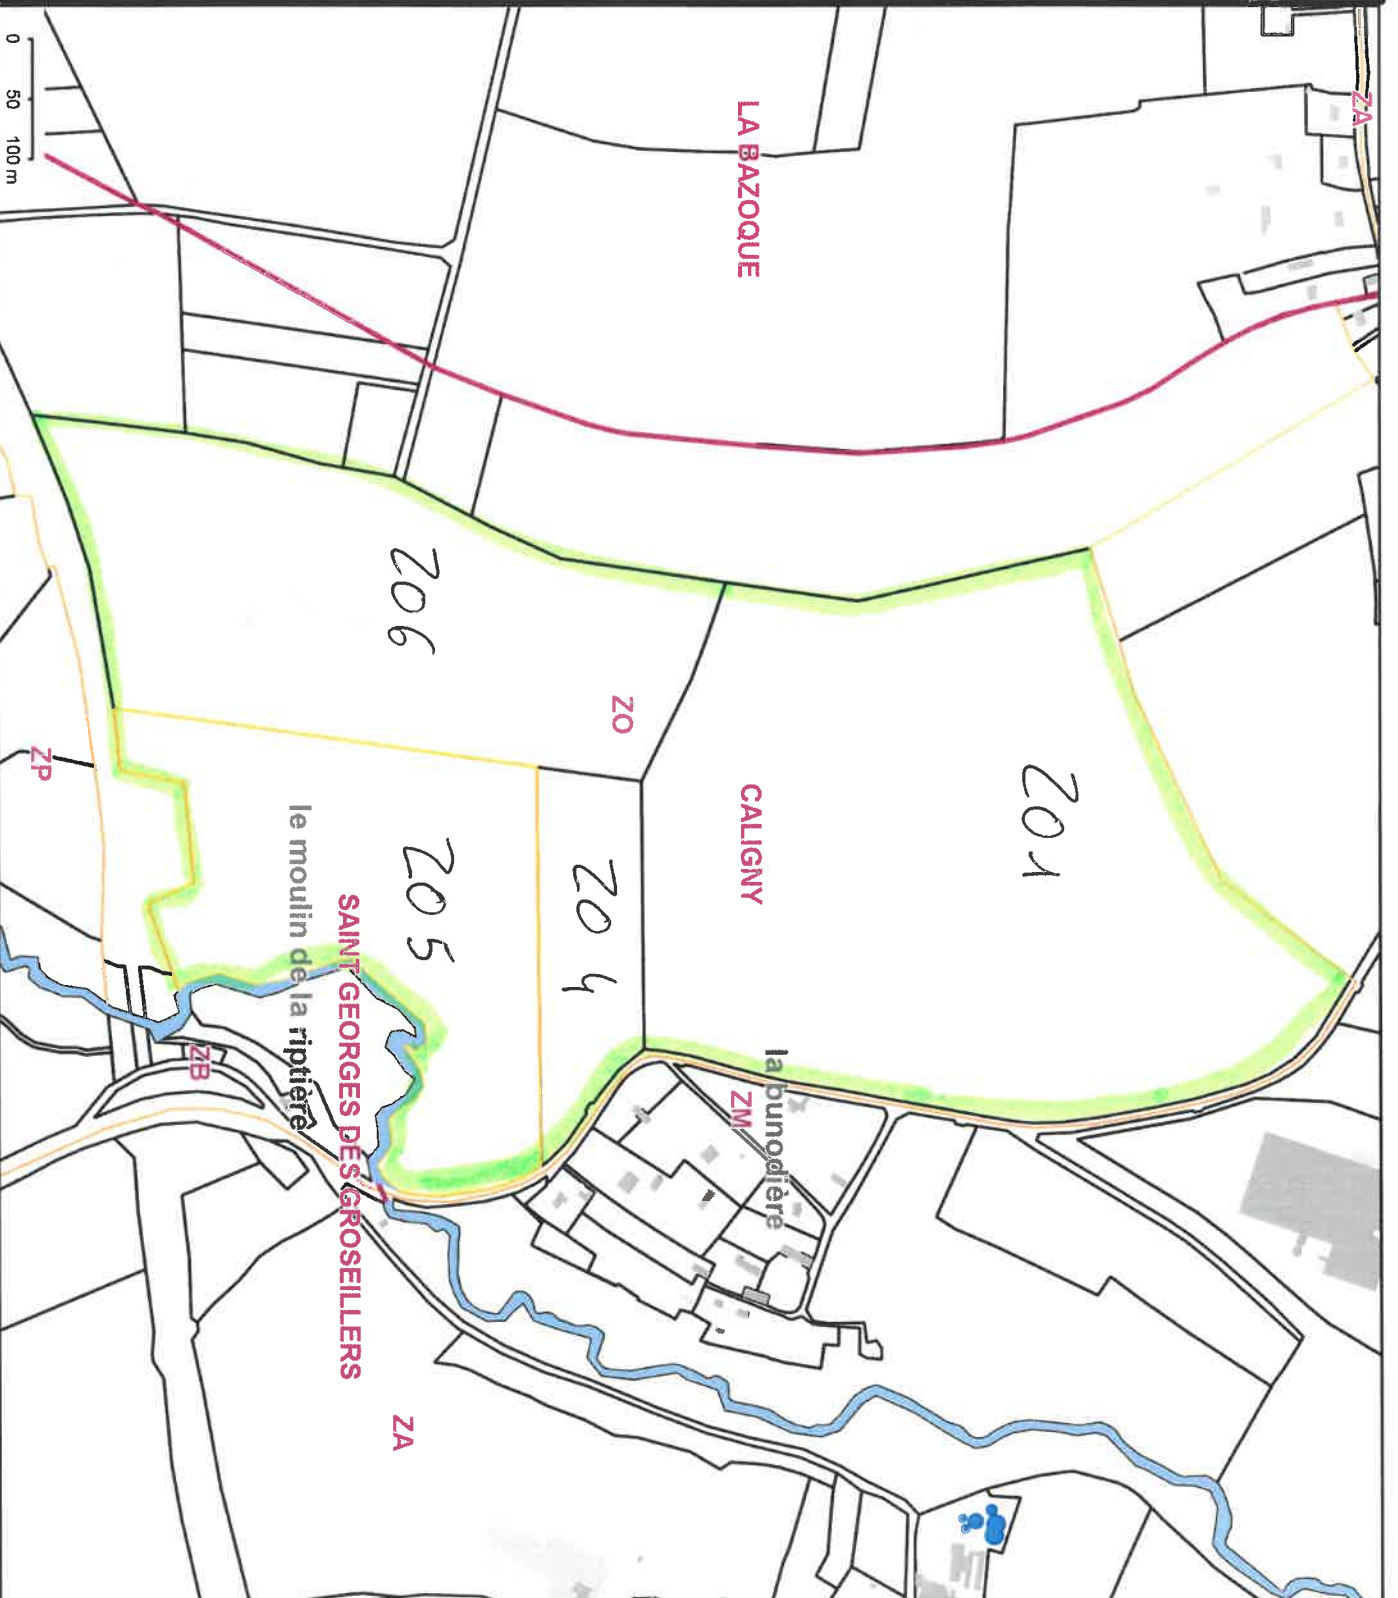 ZA
LA BAZOQUE
0 50 100 m
206
ZO
201
CALIGNY
ZP
le moulin de la riptière
205
204
SAINT GEORGES DES GROSEILLERS
ZB
ZM
la bunodière
ZA